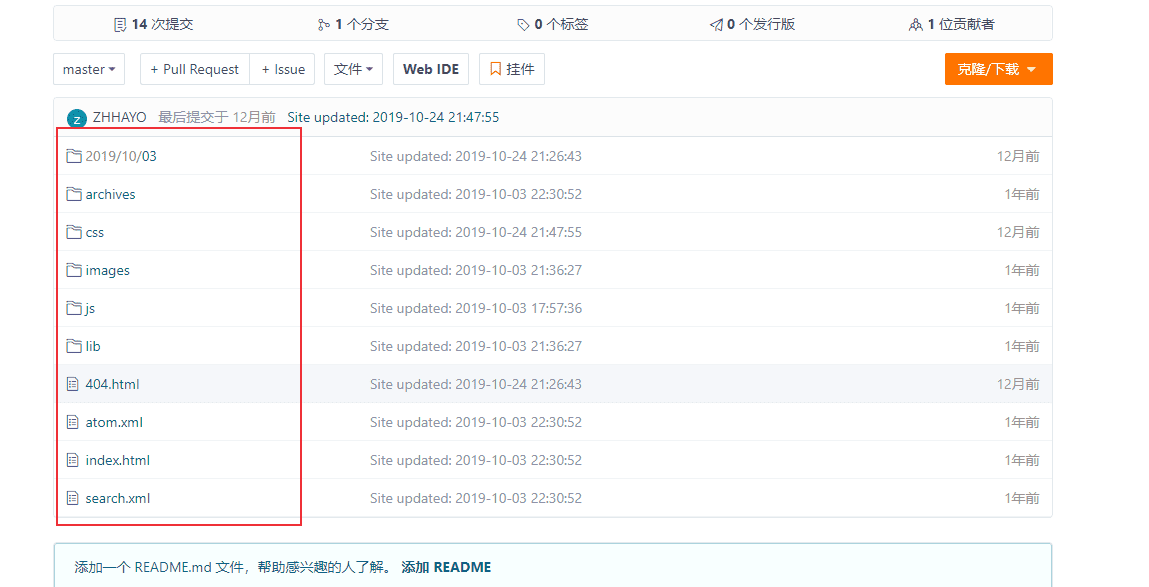 14 次提交 1 个分支 0 个标签 0 个发行版 1 位贡献者
master + Pull Request + Issue 文件 Web IDE 挂件 克隆/下载
z ZHHAYO 最后提交于 12月前 Site updated: 2019-10-24 21:47:55
2019/10/03 Site updated: 2019-10-24 21:26:43 12月前
archives Site updated: 2019-10-03 22:30:52 1年前
css Site updated: 2019-10-24 21:47:55 12月前
images Site updated: 2019-10-03 21:36:27 1年前
js Site updated: 2019-10-03 17:57:36 1年前
lib Site updated: 2019-10-03 21:36:27 1年前
404.html Site updated: 2019-10-24 21:26:43 12月前
atom.xml Site updated: 2019-10-03 22:30:52 1年前
index.html Site updated: 2019-10-03 22:30:52 1年前
search.xml Site updated: 2019-10-03 22:30:52 1年前
添加一个 README.md 文件，帮助感兴趣的人了解。 添加 README